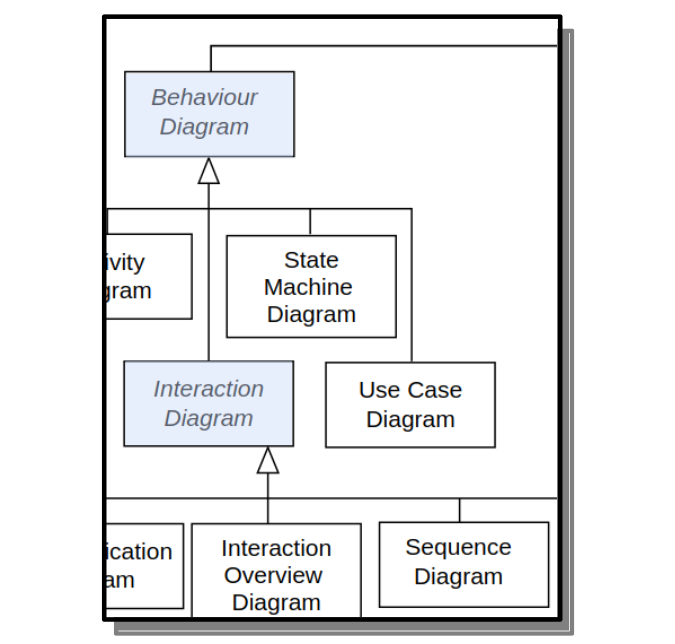 Behaviour
Diagram
ivity
gram
State
Machine
Diagram
Interaction
Diagram
Use Case
Diagram
ication
am
Interaction
Overview
Diagram
Sequence
Diagram